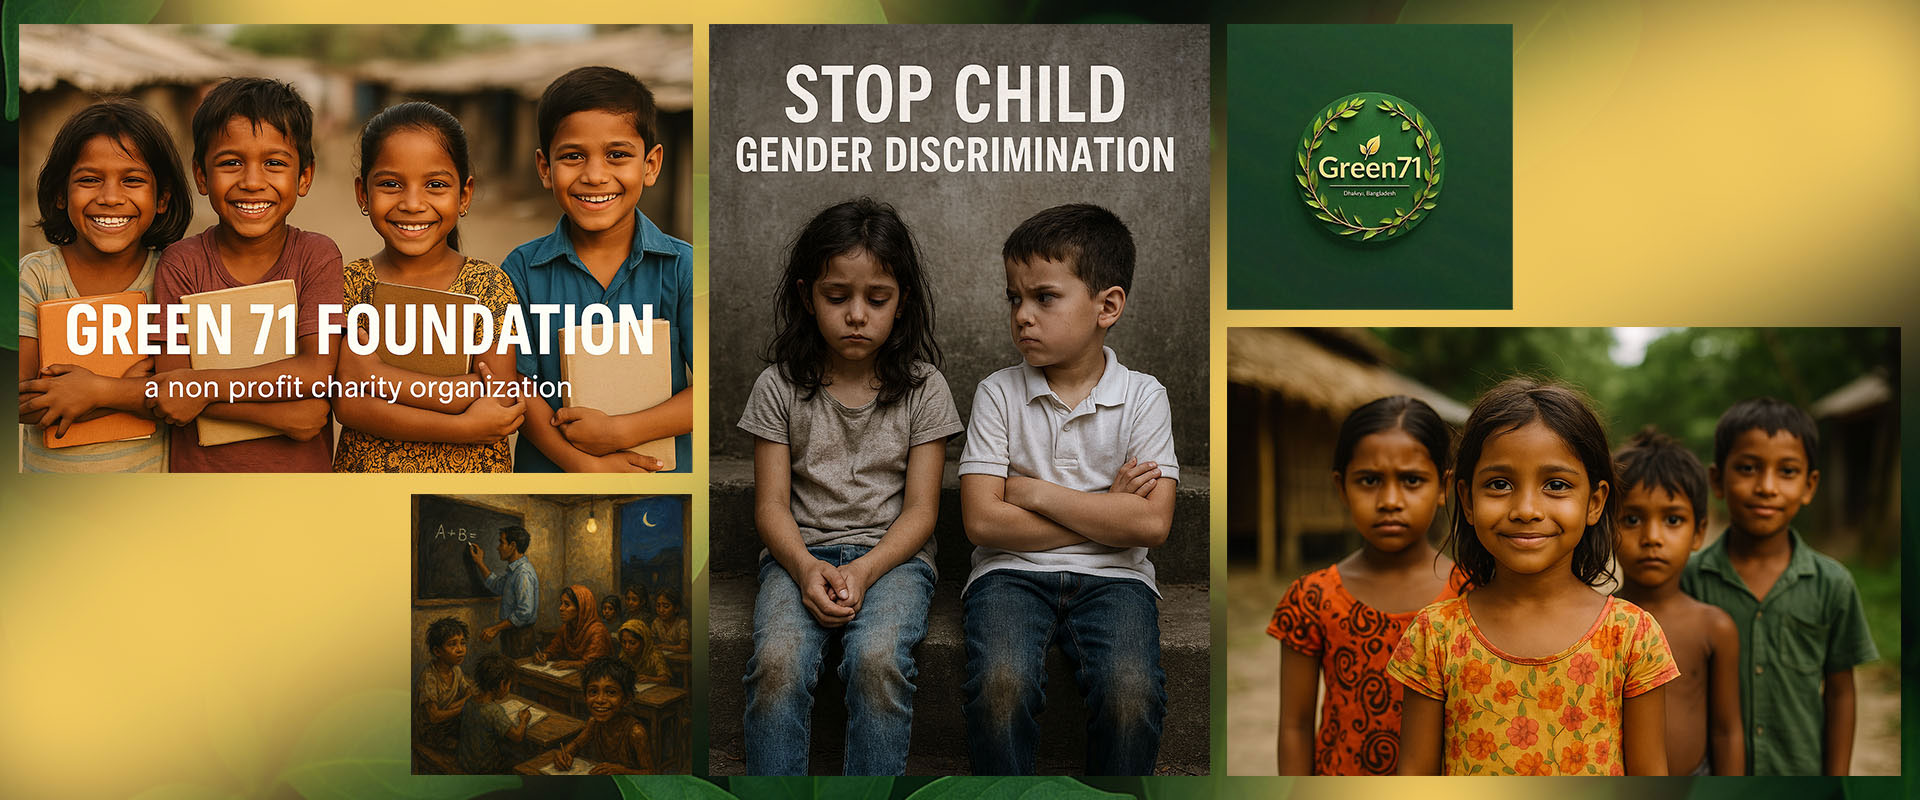 GREEN 71 FOUNDATION
a non profit charity organization
STOP CHILD
GENDER DISCRIMINATION
Green71
A+B=